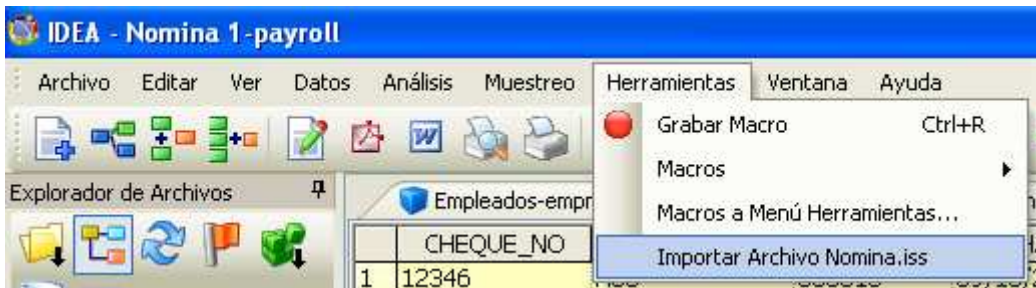 IDEA - Nomina 1-payroll
Archivo Editar Ver Datos Análisis Muestreo Herramientas Ventana Ayuda
Grabar Macro Ctrl+R
Macros
Explorador de Archivos
Empleados-empr
Macros a Menú Herramientas...
CHEQUE_NO
Importar Archivo Nomina.iss
1 12346